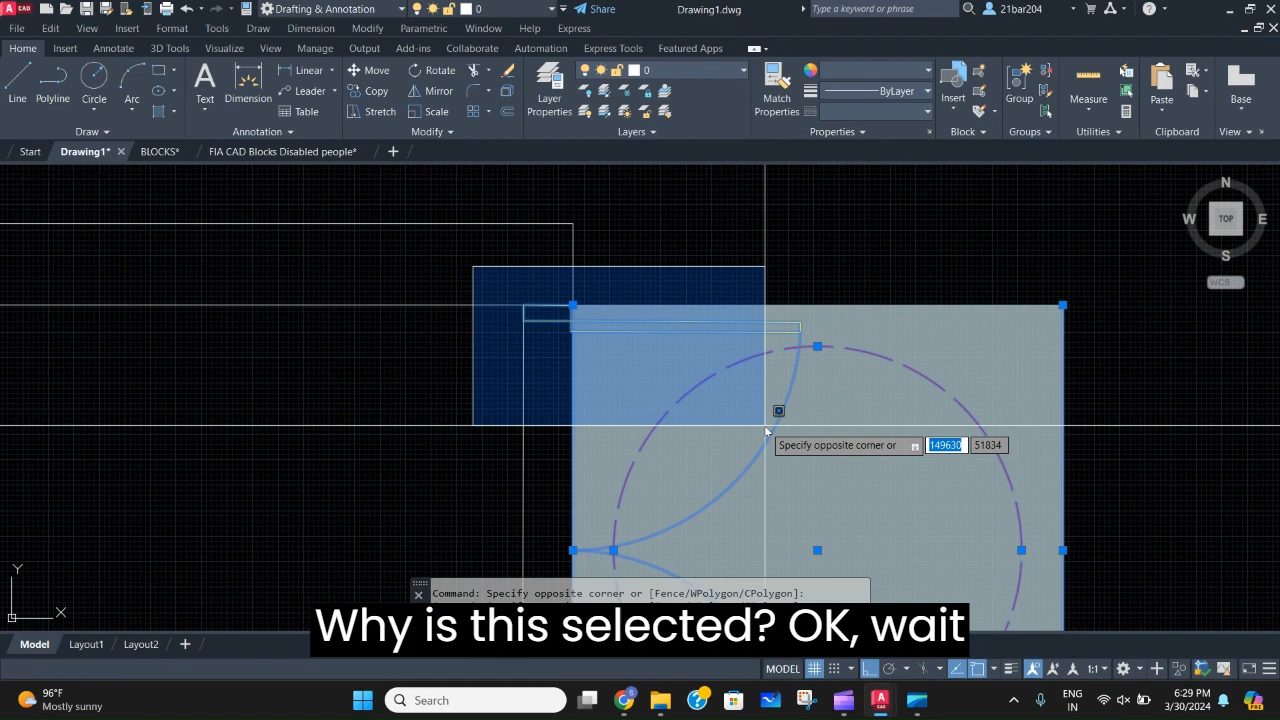 Drafting & Annotation
0
Share
Drawing1.dwg
Type a keyword or phrase
21bar204
File Edit View Insert Format Tools Draw Dimension Modify Parametric Window Help Express
Home Insert Annotate 3D Tools Visualize View Manage Output Add-ins Collaborate Automation Express Tools Featured Apps
Line Polyline Circle Arc Text Dimension
Linear
Leader
Table
Move Rotate
Copy Mirror
Stretch Scale
Layer Properties
0
Match Properties
ByLayer
Insert Group Measure Paste Base
Draw Annotation Modify Layers Properties Block Groups Utilities Clipboard View
Start Drawing1* BLOCKS* FIA CAD Blocks Disabled people*
N
W TOP E
S
WCS
Specify opposite corner or 149630 51834
Y
X
Command: Specify opposite corner or [Fence/WPolygon/CPolygon]:
Why is this selected? OK, wait
Model Layout1 Layout2
MODEL 1:1
96°F
Mostly sunny
Search
ENG
IN
6:29 PM
3/30/2024